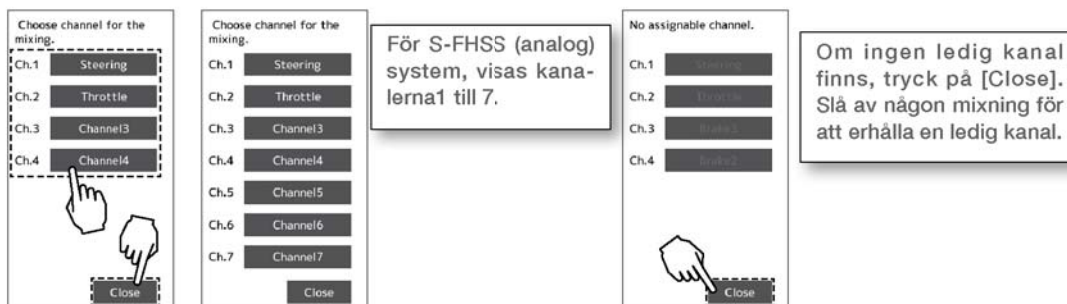 Choose channel for the
mixing.
Ch.1 Steering
Ch.2 Throttle
Ch.3 Channel3
Ch.4 Channel4
Close
Choose channel for the
mixing.
Ch.1 Steering
Ch.2 Throttle
Ch.3 Channel3
Ch.4 Channel4
Ch.5 Channel5
Ch.6 Channel6
Ch.7 Channel7
Close
För S-FHSS (analog)
system, visas kana-
lerna1 till 7.
No assignable channel.
Ch.1 Steering
Ch.2 Throttle
Ch.3 Brake3
Ch.4 Brake2
Close
Om ingen ledig kanal
finns, tryck på [Close].
Slå av någon mixning för
att erhålla en ledig kanal.